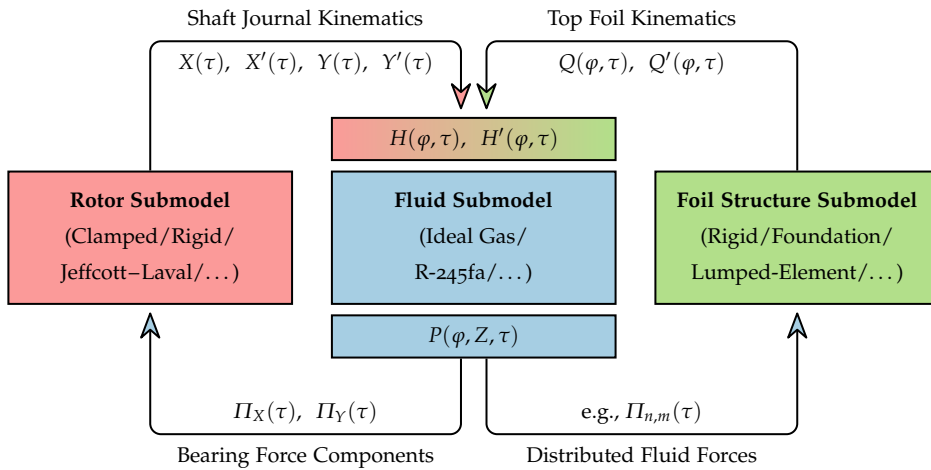 Shaft Journal Kinematics
X(τ), X′(τ), Y(τ), Y′(τ)
Top Foil Kinematics
Q(φ,τ), Q′(φ,τ)
H(φ,τ), H′(φ,τ)
Rotor Submodel
(Clamped/Rigid/
Jeffcott–Laval/...)
Fluid Submodel
(Ideal Gas/
R-245fa/...)
Foil Structure Submodel
(Rigid/Foundation/
Lumped-Element/...)
P(φ,Z,τ)
Π_X(τ), Π_Y(τ)
Bearing Force Components
e.g., Π_{n,m}(τ)
Distributed Fluid Forces